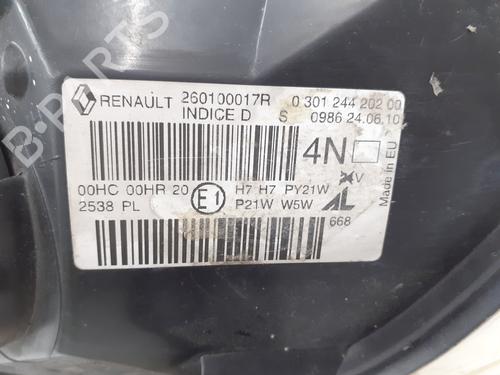 RENAULT 260100017R 0 301 244 202 00
INDICE D S 0986 24.06.10
4N
V
Made in EU
00HC 00HR 20 E1 H7 H7 PY21W
2538 PL P21W W5W AL
668
B-PARTS